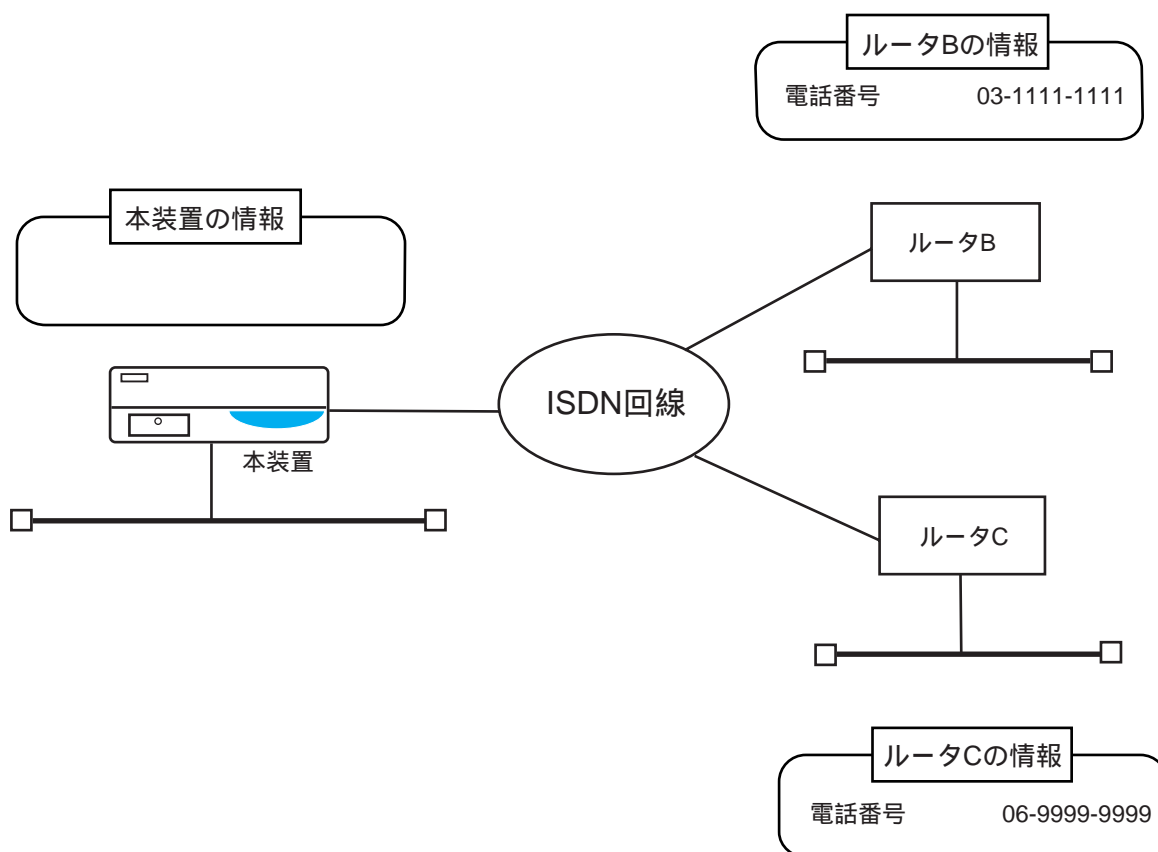 ルータBの情報
電話番号 03-1111-1111
本装置の情報
ルータB
ISDN回線
本装置
ルータC
ルータCの情報
電話番号 06-9999-9999